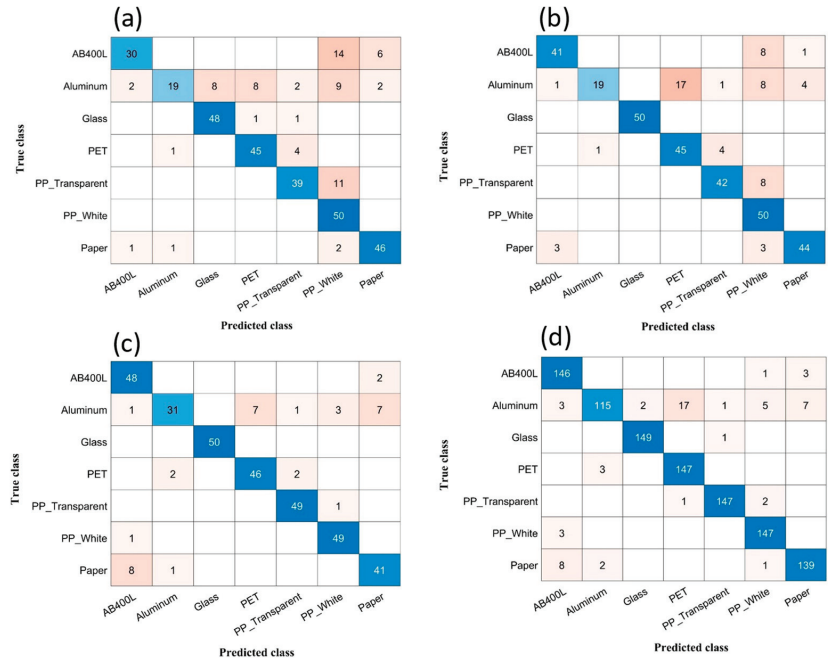 (a)
True class
AB400L 30 14 6
Aluminum 2 19 8 8 2 9 2
Glass 48 1 1
PET 1 45 4
PP_Transparent 39 11
PP_White 50
Paper 1 1 2 46
AB400L Aluminum Glass PET PP_Transparent PP_White Paper
Predicted class
(b)
True class
AB400L 41 8 1
Aluminum 1 19 17 1 8 4
Glass 50
PET 1 45 4
PP_Transparent 42 8
PP_White 50
Paper 3 3 44
AB400L Aluminum Glass PET PP_Transparent PP_White Paper
Predicted class
(c)
True class
AB400L 48 2
Aluminum 1 31 7 1 3 7
Glass 50
PET 2 46 2
PP_Transparent 49 1
PP_White 1 49
Paper 8 1 41
AB400L Aluminum Glass PET PP_Transparent PP_White Paper
Predicted class
(d)
True class
AB400L 146 1 3
Aluminum 3 115 2 17 1 5 7
Glass 149 1
PET 3 147
PP_Transparent 1 147 2
PP_White 3 147
Paper 8 2 1 139
AB400L Aluminum Glass PET PP_Transparent PP_White Paper
Predicted class